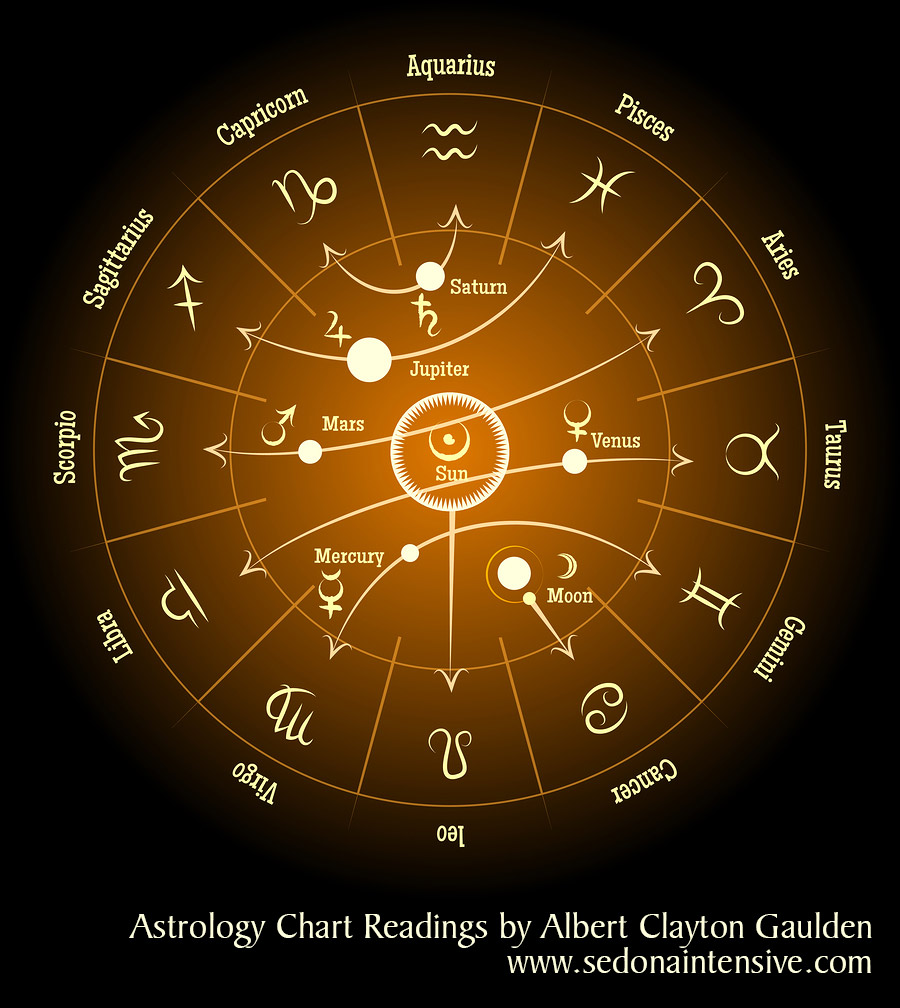 Aquarius
Pisces
Aries
Taurus
Gemini
Cancer
leo
Virgo
Libra
Scorpio
Sagittarius
Capricorn
Saturn
Jupiter
Mars
Venus
Sun
Mercury
Moon
Astrology Chart Readings by Albert Clayton Gaulden
www.sedonaintensive.com